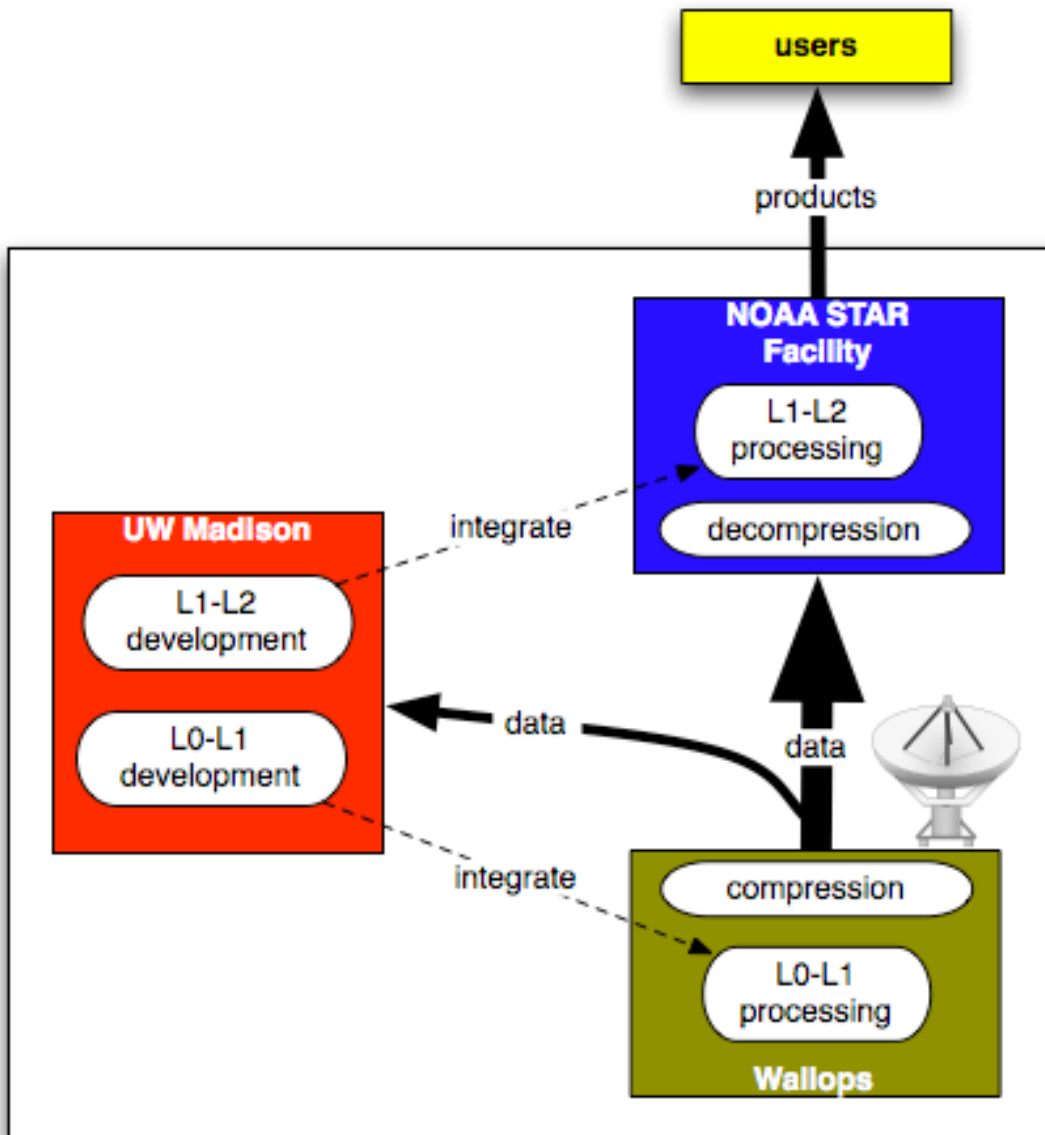 users
products
NOAA STAR
Facility
L1-L2
processing
decompression
integrate
UW Madison
L1-L2
development
L0-L1
development
data
data
integrate
compression
L0-L1
processing
Wallops